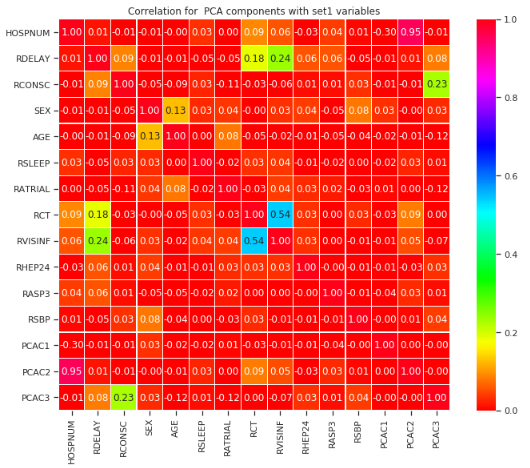 Correlation for  PCA components with set1 variables
HOSPNUM 1.00 0.01 -0.01 -0.01 -0.00 0.03 0.00 0.09 0.06 -0.03 0.04 0.01 -0.30 0.95 -0.01
RDELAY 0.01 1.00 0.09 -0.01 -0.01 -0.05 -0.05 0.18 0.24 0.06 0.06 -0.05 -0.01 0.01 0.08
RCONSC -0.01 0.09 1.00 -0.05 -0.09 0.03 -0.11 -0.03 -0.06 0.01 0.01 0.03 -0.01 -0.01 0.23
SEX -0.01 -0.01 -0.05 1.00 0.13 0.03 0.04 -0.00 0.03 0.04 -0.05 0.08 0.03 -0.00 0.03
AGE -0.00 -0.01 -0.09 0.13 1.00 0.00 0.08 -0.05 -0.02 -0.01 -0.05 -0.04 -0.02 -0.01 -0.12
RSLEEP 0.03 -0.05 0.03 0.03 0.00 1.00 -0.02 0.03 0.04 -0.01 -0.02 0.00 -0.02 0.03 0.01
RATRIAL 0.00 -0.05 -0.11 0.04 0.08 -0.02 1.00 -0.03 0.04 0.03 0.02 -0.03 0.01 0.00 -0.12
RCT 0.09 0.18 -0.03 -0.00 -0.05 0.03 -0.03 1.00 0.54 0.03 0.00 0.03 -0.03 0.09 0.00
RVISINF 0.06 0.24 -0.06 0.03 -0.02 0.04 0.04 0.54 1.00 0.03 0.00 -0.01 -0.01 0.05 -0.07
RHEP24 -0.03 0.06 0.01 0.04 -0.01 -0.01 0.03 0.03 0.03 1.00 -0.00 -0.01 -0.01 -0.03 0.03
RASP3 0.04 0.06 0.01 -0.05 -0.05 -0.02 0.02 0.00 0.00 -0.00 1.00 -0.01 -0.04 0.03 0.01
RSBP 0.01 -0.05 0.03 0.08 -0.04 0.00 -0.03 0.03 -0.01 -0.01 -0.01 1.00 -0.00 0.01 0.04
PCAC1 -0.30 -0.01 -0.01 0.03 -0.02 -0.02 0.01 -0.03 -0.01 -0.01 -0.04 -0.00 1.00 0.00 -0.00
PCAC2 0.95 0.01 -0.01 -0.00 -0.01 0.03 0.00 0.09 0.05 -0.03 0.03 0.01 0.00 1.00 -0.00
PCAC3 -0.01 0.08 0.23 0.03 -0.12 0.01 -0.12 0.00 -0.07 0.03 0.01 0.04 -0.00 -0.00 1.00
HOSPNUM RDELAY RCONSC SEX AGE RSLEEP RATRIAL RCT RVISINF RHEP24 RASP3 RSBP PCAC1 PCAC2 PCAC3
1.0
0.8
0.6
0.4
0.2
0.0